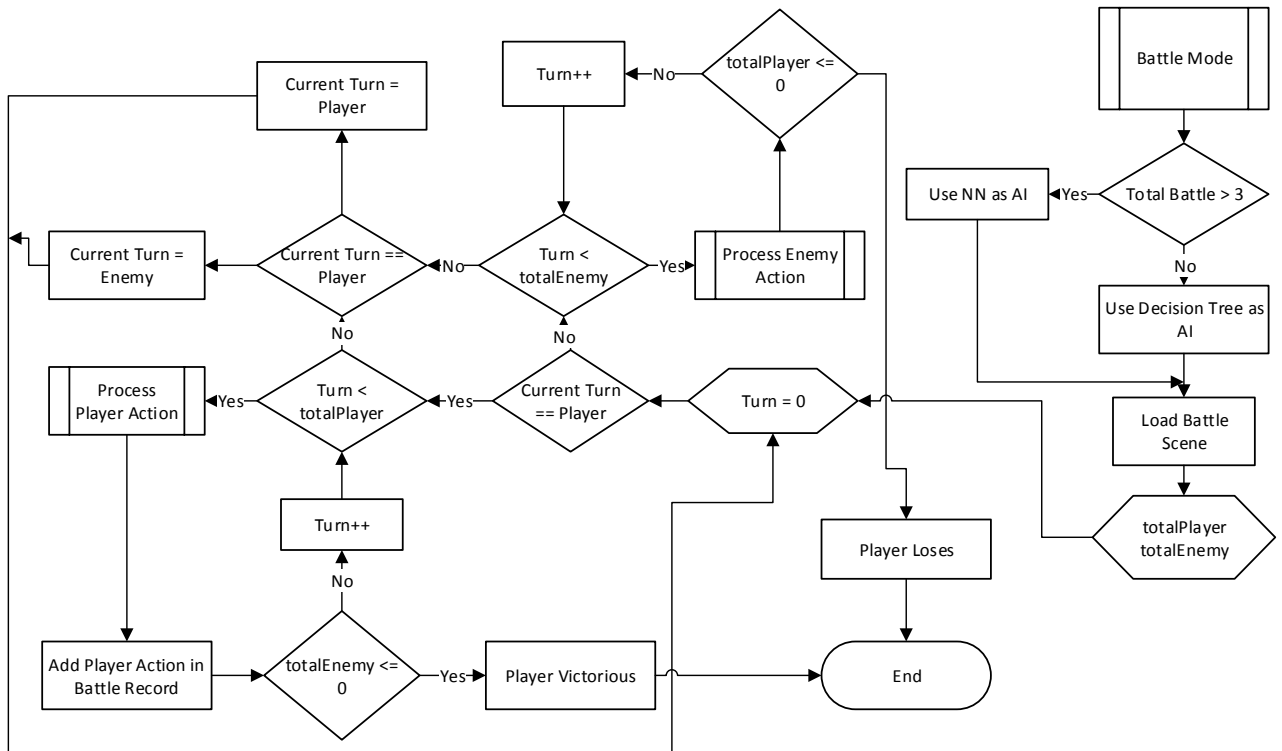 Battle Mode
Total Battle > 3
Yes
Use NN as AI
No
Use Decision Tree as
AI
Load Battle
Scene
totalPlayer
totalEnemy
Turn = 0
Current Turn
== Player
Yes
No
Turn <
totalPlayer
Yes
No
Process
Player Action
Add Player Action in
Battle Record
totalEnemy <=
0
No
Turn++
Yes
Player Victorious
End
Turn <
totalEnemy
Yes
Process Enemy
Action
totalPlayer <=
0
No
Turn++
Player Loses
No
Current Turn ==
Player
Current Turn =
Player
Current Turn =
Enemy